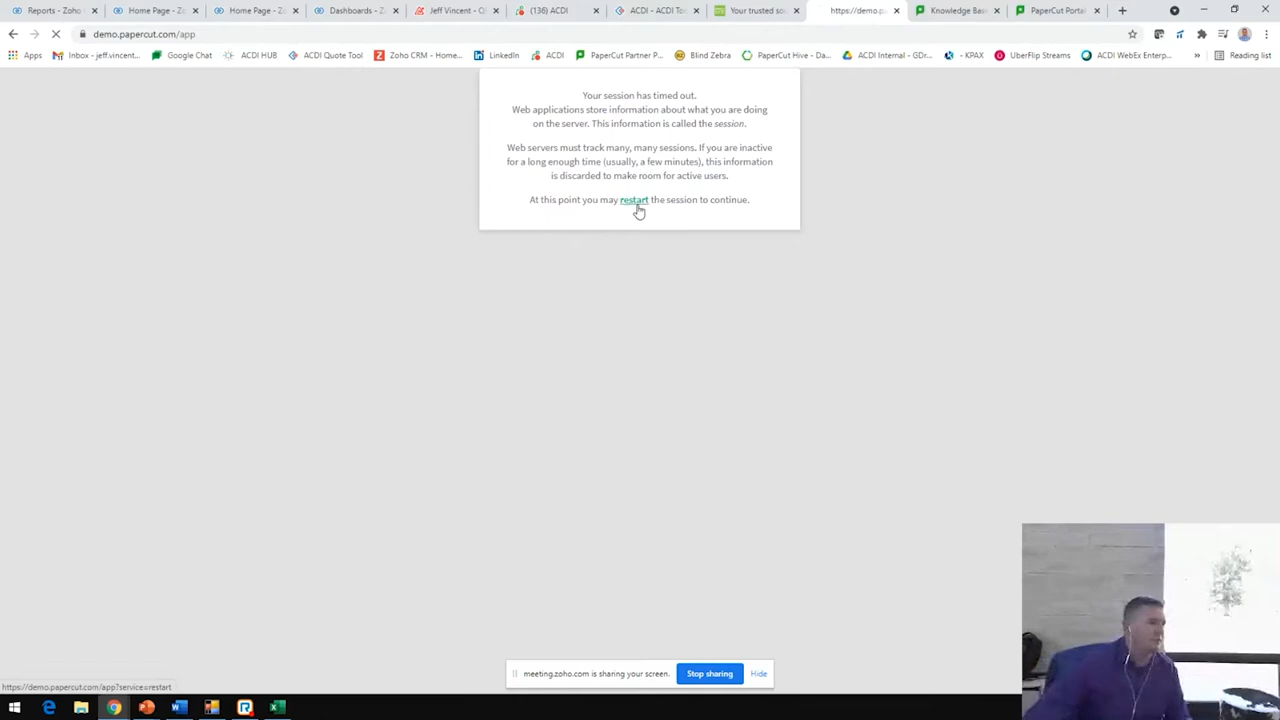 Reports - Zoho
Home Page - Z
Home Page - Z
Dashboards - Z
Jeff Vincent - C
(136) ACDI
ACDI - ACDI To
Your trusted so
https://demo.p
Knowledge Bas
PaperCut Portal
demo.papercut.com/app
Apps
Inbox - jeff.vincent...
Google Chat
ACDI HUB
ACDI Quote Tool
Zoho CRM - Home...
LinkedIn
ACDI
PaperCut Partner P...
Blind Zebra
PaperCut Hive - Da...
ACDI Internal - GDr...
- KPAX
UberFlip Streams
ACDI WebEx Enterp...
»
Reading list
Your session has timed out.
Web applications store information about what you are doing
on the server. This information is called the session.
Web servers must track many, many sessions. If you are inactive
for a long enough time (usually, a few minutes), this information
is discarded to make room for active users.
At this point you may restart the session to continue.
meeting.zoho.com is sharing your screen.
Stop sharing
Hide
https://demo.papercut.com/app?service=restart